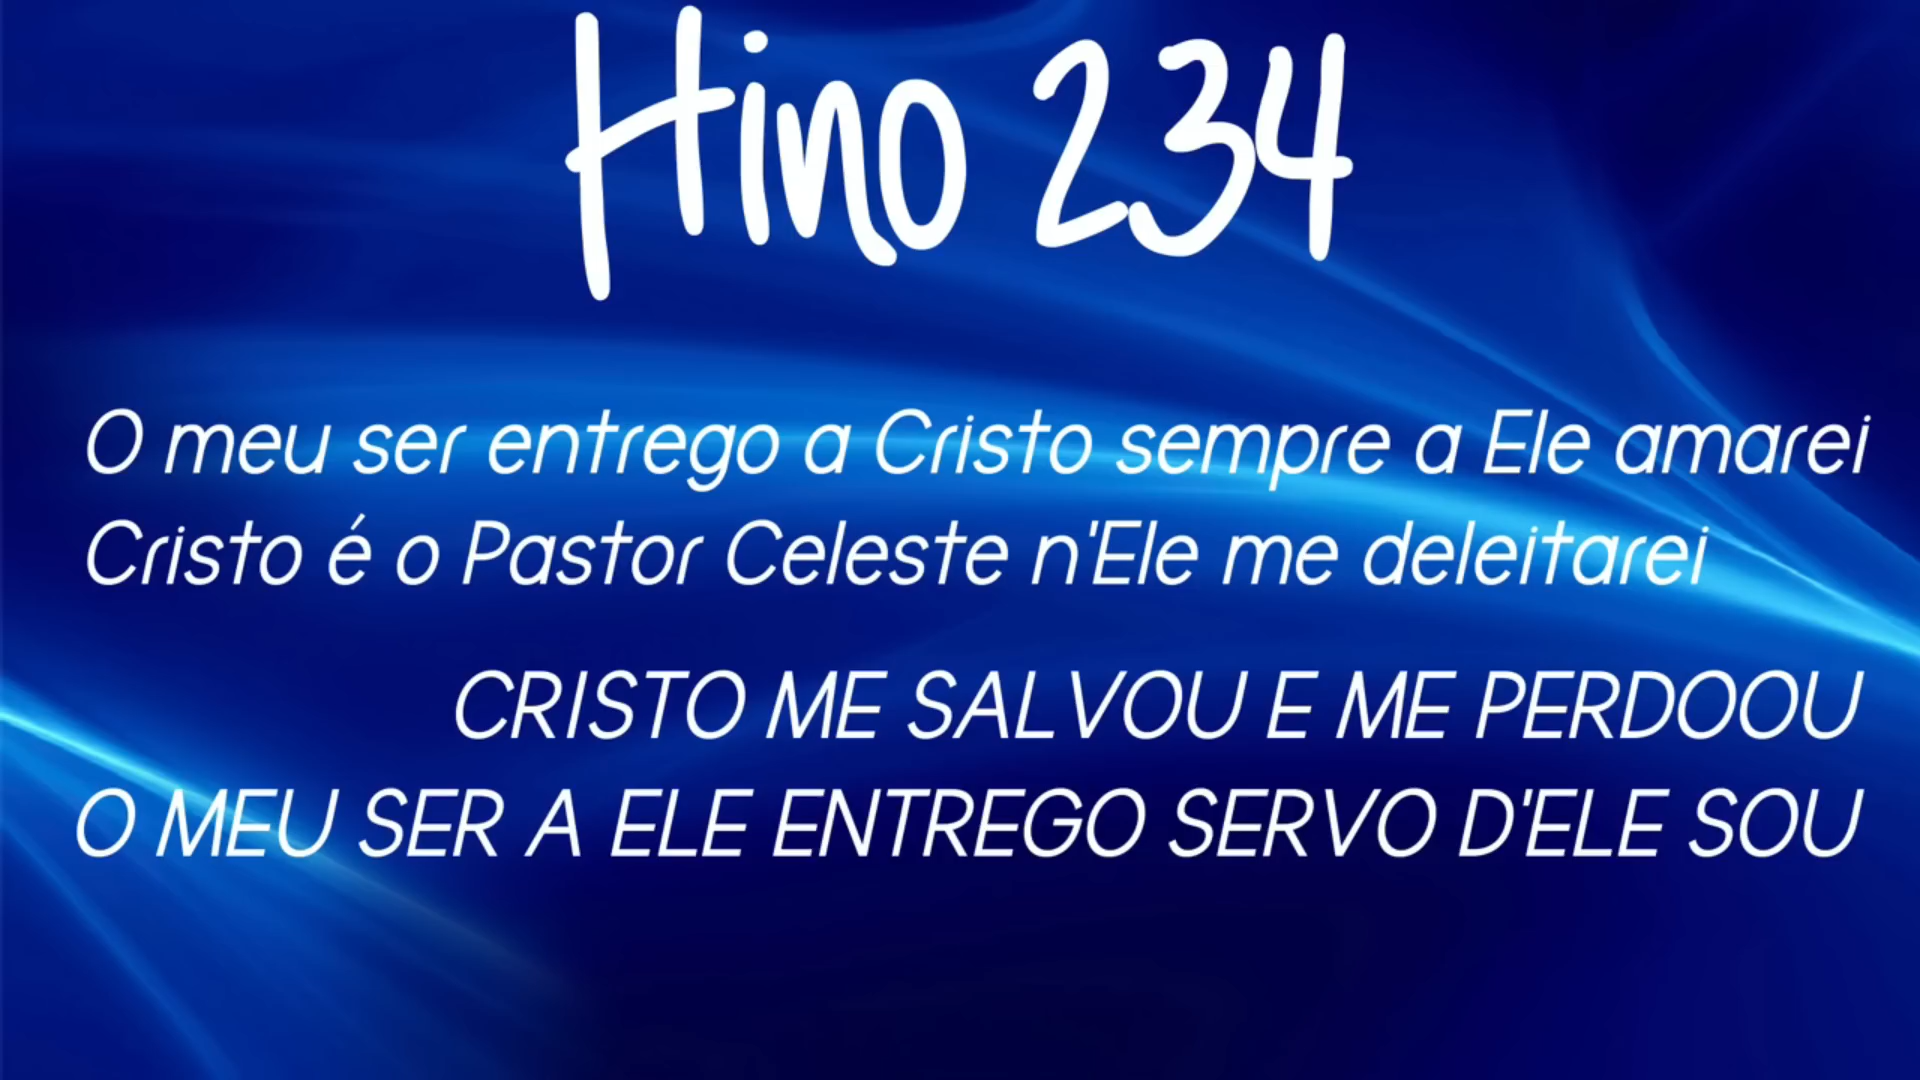 Hino 234
O meu ser entrego a Cristo sempre a Ele amarei
Cristo é o Pastor Celeste n'Ele me deleitarei
CRISTO ME SALVOU E ME PERDOOU
O MEU SER A ELE ENTREGO SERVO D'ELE SOU